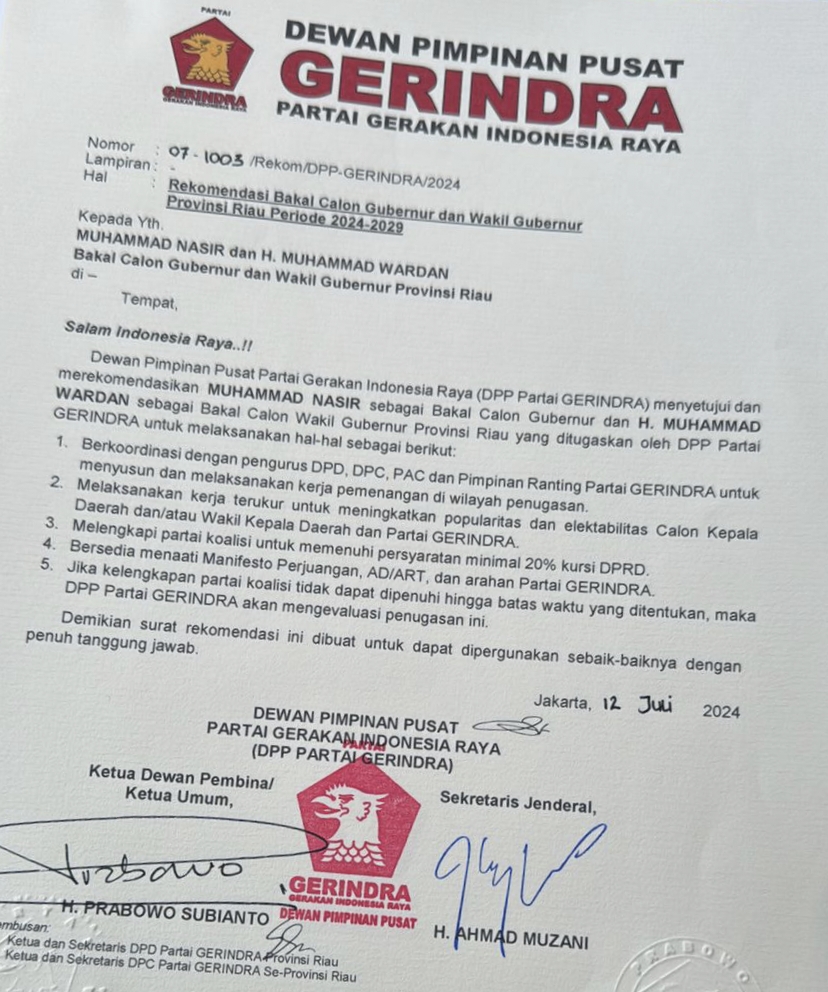 PARTAI
GERINDRA
GERAKAN INDONESIA RAYA
DEWAN PIMPINAN PUSAT
GERINDRA
PARTAI GERAKAN INDONESIA RAYA
Nomor : 07-1003 /Rekom/DPP-GERINDRA/2024
Lampiran : -
Hal : Rekomendasi Bakal Calon Gubernur dan Wakil Gubernur
Provinsi Riau Periode 2024-2029
Kepada Yth.
MUHAMMAD NASIR dan H. MUHAMMAD WARDAN
Bakal Calon Gubernur dan Wakil Gubernur Provinsi Riau
di –
Tempat,
Salam Indonesia Raya..!!
Dewan Pimpinan Pusat Partai Gerakan Indonesia Raya (DPP Partai GERINDRA) menyetujui dan
merekomendasikan MUHAMMAD NASIR sebagai Bakal Calon Gubernur dan H. MUHAMMAD
WARDAN sebagai Bakal Calon Wakil Gubernur Provinsi Riau yang ditugaskan oleh DPP Partai
GERINDRA untuk melaksanakan hal-hal sebagai berikut:
1. Berkoordinasi dengan pengurus DPD, DPC, PAC dan Pimpinan Ranting Partai GERINDRA untuk
menyusun dan melaksanakan kerja pemenangan di wilayah penugasan.
2. Melaksanakan kerja terukur untuk meningkatkan popularitas dan elektabilitas Calon Kepala
Daerah dan/atau Wakil Kepala Daerah dan Partai GERINDRA.
3. Melengkapi partai koalisi untuk memenuhi persyaratan minimal 20% kursi DPRD.
4. Bersedia menaati Manifesto Perjuangan, AD/ART, dan arahan Partai GERINDRA.
5. Jika kelengkapan partai koalisi tidak dapat dipenuhi hingga batas waktu yang ditentukan, maka
DPP Partai GERINDRA akan mengevaluasi penugasan ini.
Demikian surat rekomendasi ini dibuat untuk dapat dipergunakan sebaik-baiknya dengan
penuh tanggung jawab.
Jakarta, 12 Juli 2024
DEWAN PIMPINAN PUSAT
PARTAI GERAKAN INDONESIA RAYA
(DPP PARTAI GERINDRA)
Ketua Dewan Pembina/
Ketua Umum,
Sekretaris Jenderal,
PARTAI
GERINDRA
GERAKAN INDONESIA RAYA
DEWAN PIMPINAN PUSAT
H. PRABOWO SUBIANTO
H. AHMAD MUZANI
mbusan:
Ketua dan Sekretaris DPD Partai GERINDRA Provinsi Riau
Ketua dan Sekretaris DPC Partai GERINDRA Se-Provinsi Riau
PRABOWO